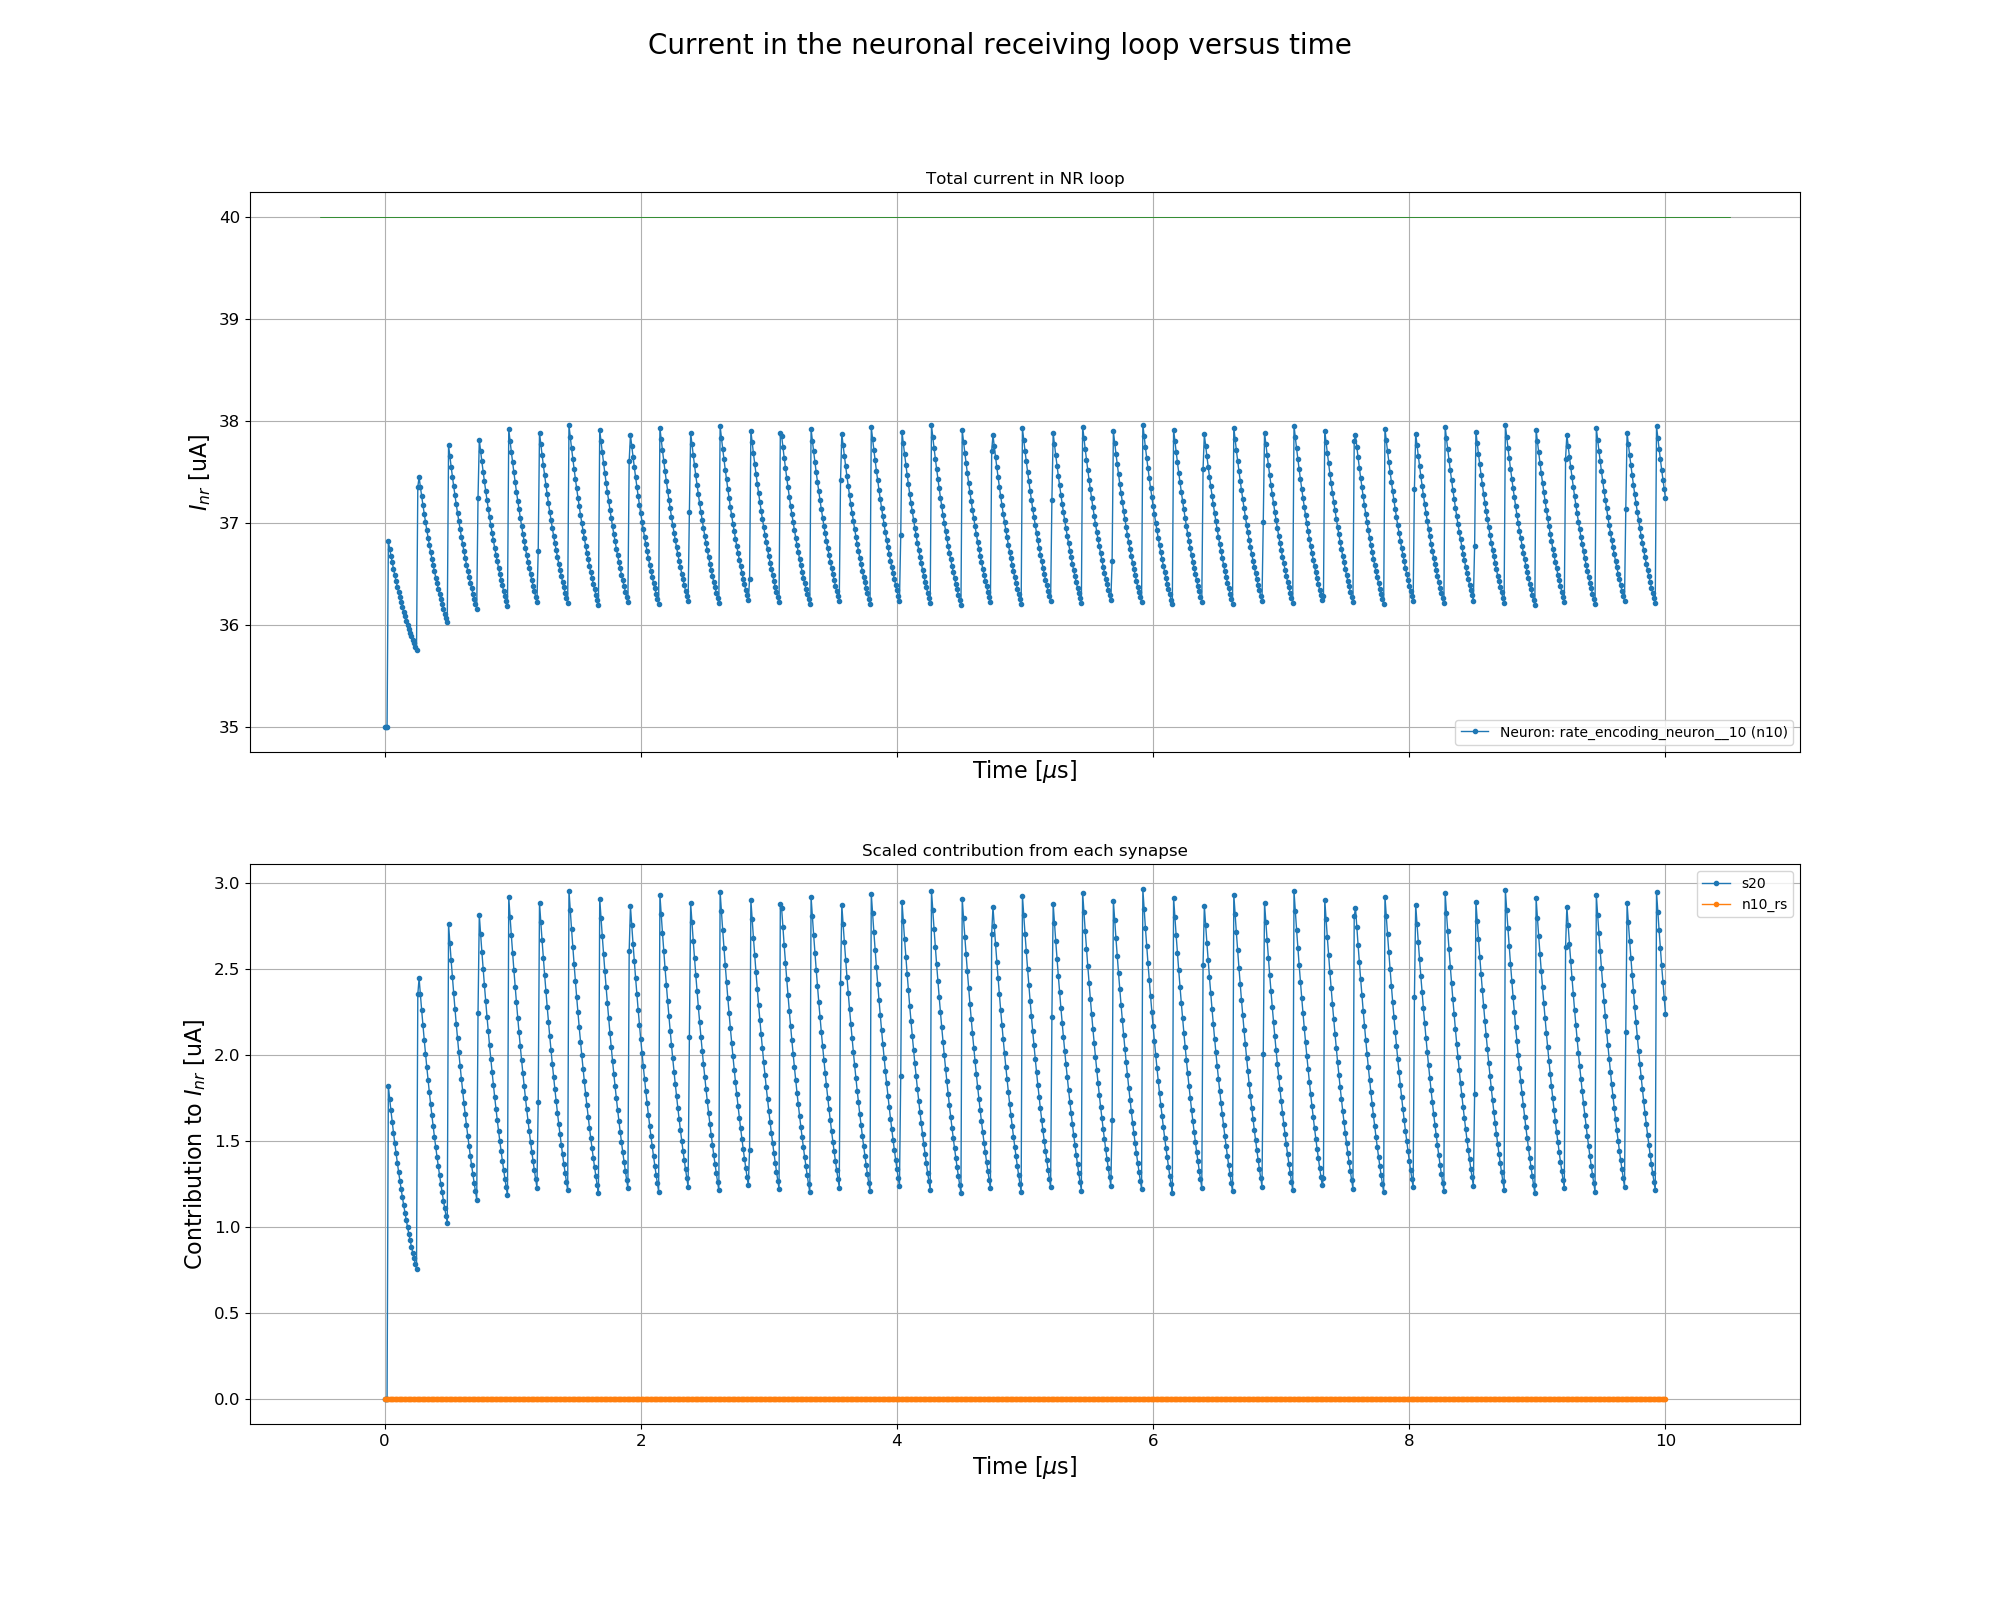 Current in the neuronal receiving loop versus time
Total current in NR loop
40
39
38
37
36
35
I_nr [uA]
Neuron: rate_encoding_neuron__10 (n10)
Time [μs]
Scaled contribution from each synapse
3.0
2.5
2.0
1.5
1.0
0.5
0.0
Contribution to I_nr [uA]
s20
n10_rs
0 2 4 6 8 10
Time [μs]